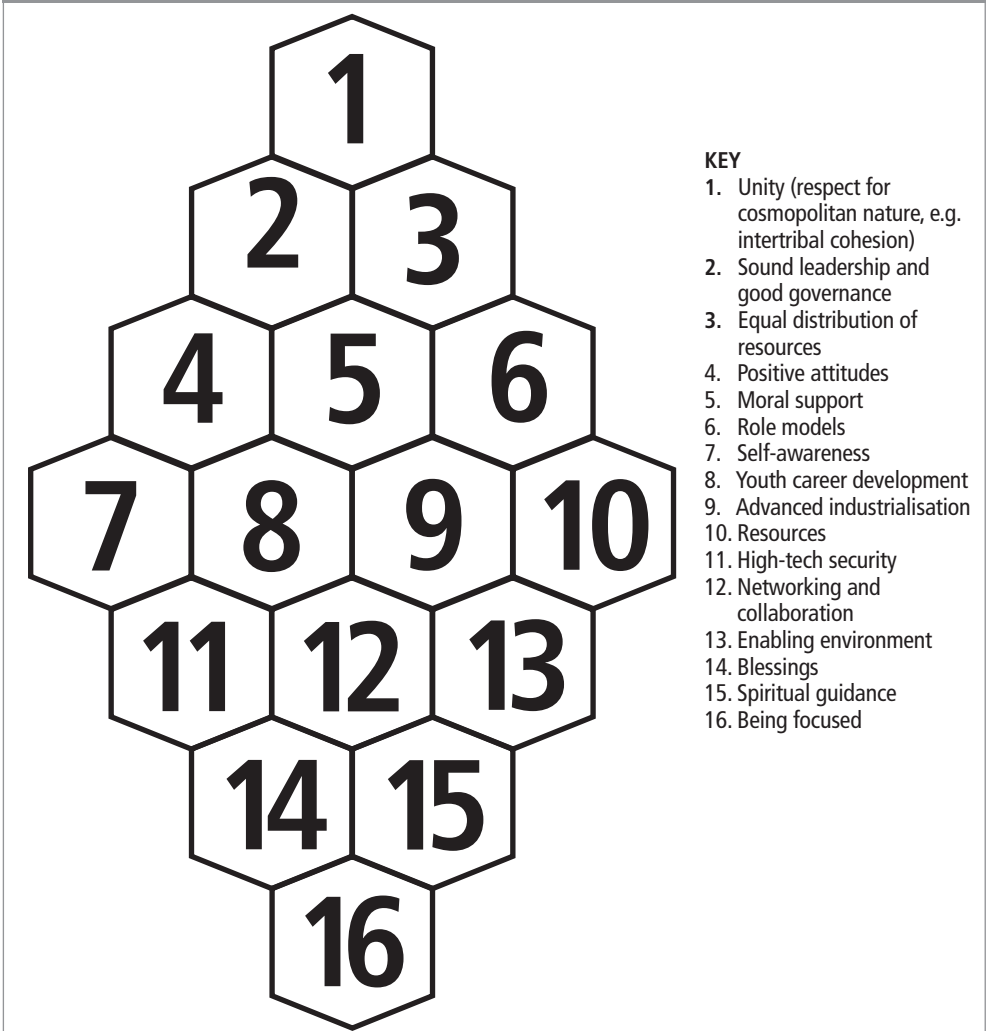 1
2 3
4 5 6
7 8 9 10
11 12 13
14 15
16
KEY
1. Unity (respect for
cosmopolitan nature, e.g.
intertribal cohesion)
2. Sound leadership and
good governance
3. Equal distribution of
resources
4. Positive attitudes
5. Moral support
6. Role models
7. Self-awareness
8. Youth career development
9. Advanced industrialisation
10. Resources
11. High-tech security
12. Networking and
collaboration
13. Enabling environment
14. Blessings
15. Spiritual guidance
16. Being focused